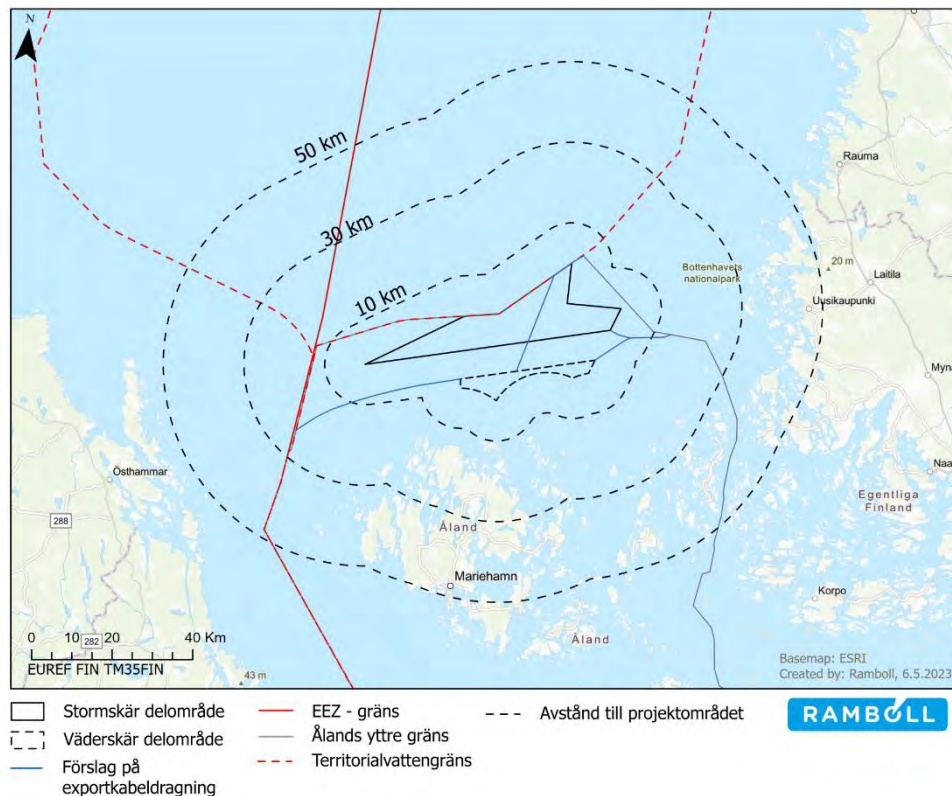 N
50 km
30 km
10 km
Rauma
Bottenhavets
nationalpark
20 m
Laitila
Uusikaupunki
Myna
Östhammar
Naa
288
Egentliga
Finland
Åland
Mariehamn
Korpo
Åland
0 10 20 40 Km
282
EUREF FIN TM35FIN
43 m
Basemap: ESRI
Created by: Ramboll, 6.5.2023
Stormskär delområde
Väderskär delområde
Förslag på
exportkabeldragning
EEZ - gräns
Ålands yttre gräns
Territorialvattengräns
Avstånd till projektområdet
RAMBOLL